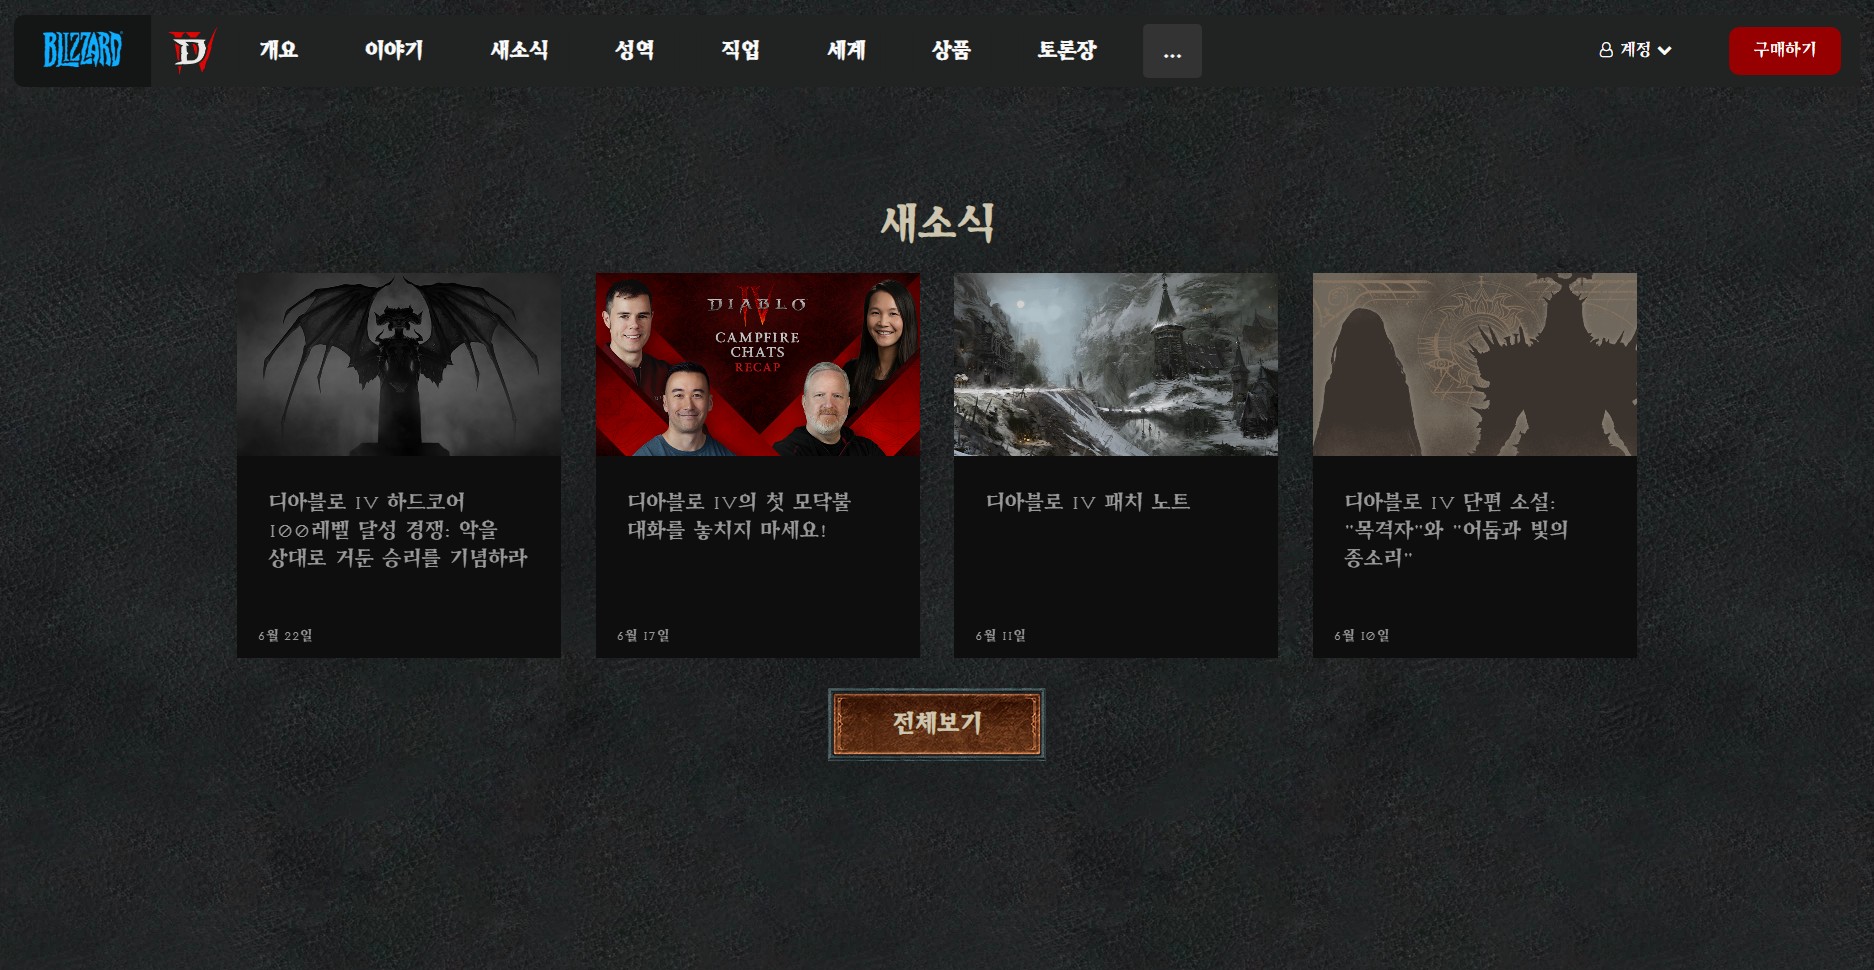 BLIZZARD
개요 이야기 새소식 성역 직업 세계 상품 토론장 ... 계정 구매하기
새소식
DIABLO
IV
CAMPFIRE
CHATS
RECAP
디아블로 IV 하드코어
100레벨 달성 경쟁: 악을
상대로 거둔 승리를 기념하라
6월 22일
디아블로 IV의 첫 모닥불
대화를 놓치지 마세요!
6월 17일
디아블로 IV 패치 노트
6월 11일
디아블로 IV 단편 소설:
"목격자"와 "어둠과 빛의
종소리"
6월 10일
전체보기